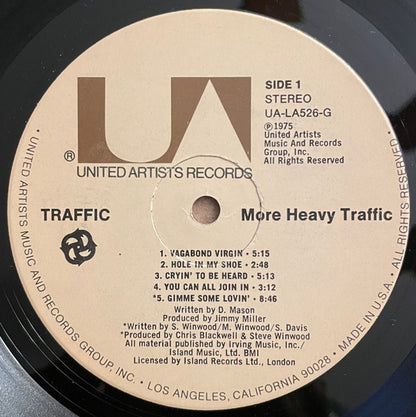 UA
®
UNITED ARTISTS RECORDS
SIDE 1
STEREO
UA-LA526-G
℗1975
United Artists
Music And Records
Group, Inc.
All Rights Reserved
TRAFFIC
More Heavy Traffic
1. VAGABOND VIRGIN • 5:15
2. HOLE IN MY SHOE • 2:48
3. CRYIN' TO BE HEARD • 5:13
4. YOU CAN ALL JOIN IN • 3:31
*5. GIMME SOME LOVIN' • 8:46
Written by D. Mason
Produced by Jimmy Miller
*Written by S. Winwood/M. Winwood/S. Davis
*Produced by Chris Blackwell & Steve Winwood
All material published by Irving Music, Inc./
Island Music, Ltd. BMI
Licensed by Island Records Ltd., London
• UNITED ARTISTS MUSIC AND RECORDS GROUP, INC. • LOS ANGELES, CALIFORNIA 90028 • MADE IN U.S.A. •